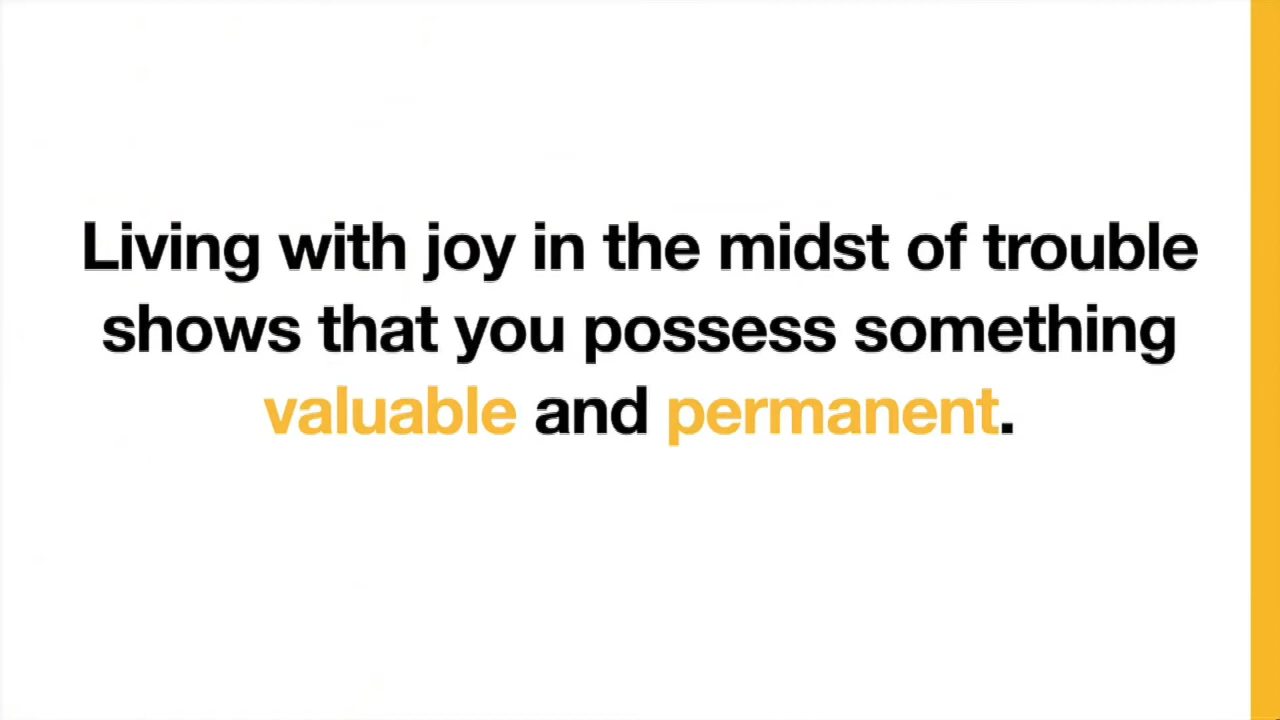 Living with joy in the midst of trouble
shows that you possess something
valuable and permanent.